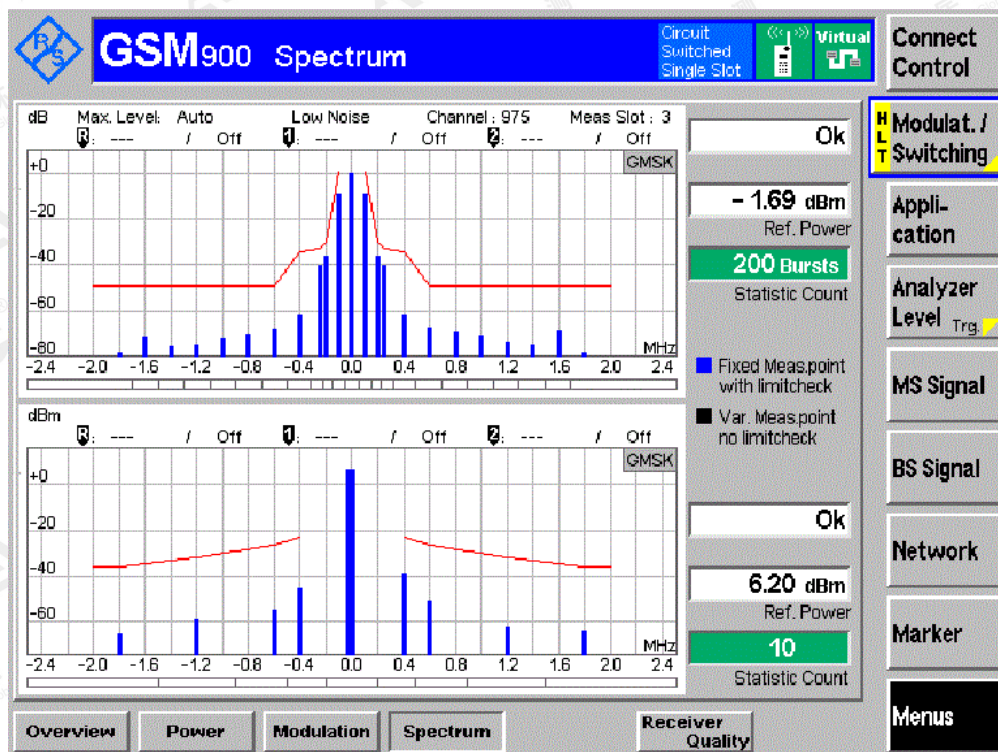 R S
GSM900 Spectrum
Circuit
Switched
Single Slot
Virtual
Connect
Control
dB Max. Level: Auto Low Noise Channel : 975 Meas Slot : 3
R: --- / Off 1: --- / Off 2: --- / Off
GMSK
+0
-20
-40
-60
-80
MHz
-2.4 -2.0 -1.6 -1.2 -0.8 -0.4 0.0 0.4 0.8 1.2 1.6 2.0 2.4
Ok
- 1.69 dBm
Ref. Power
200 Bursts
Statistic Count
Fixed Meas.point
with limitcheck
Var. Meas.point
no limitcheck
dBm
R: --- / Off 1: --- / Off 2: --- / Off
GMSK
+0
-20
-40
-60
MHz
-2.4 -2.0 -1.6 -1.2 -0.8 -0.4 0.0 0.4 0.8 1.2 1.6 2.0 2.4
Ok
6.20 dBm
Ref. Power
10
Statistic Count
HLT
Modulat. /
Switching
Appli-
cation
Analyzer
Level Trg.
MS Signal
BS Signal
Network
Marker
Menus
Overview
Power
Modulation
Spectrum
Receiver
Quality